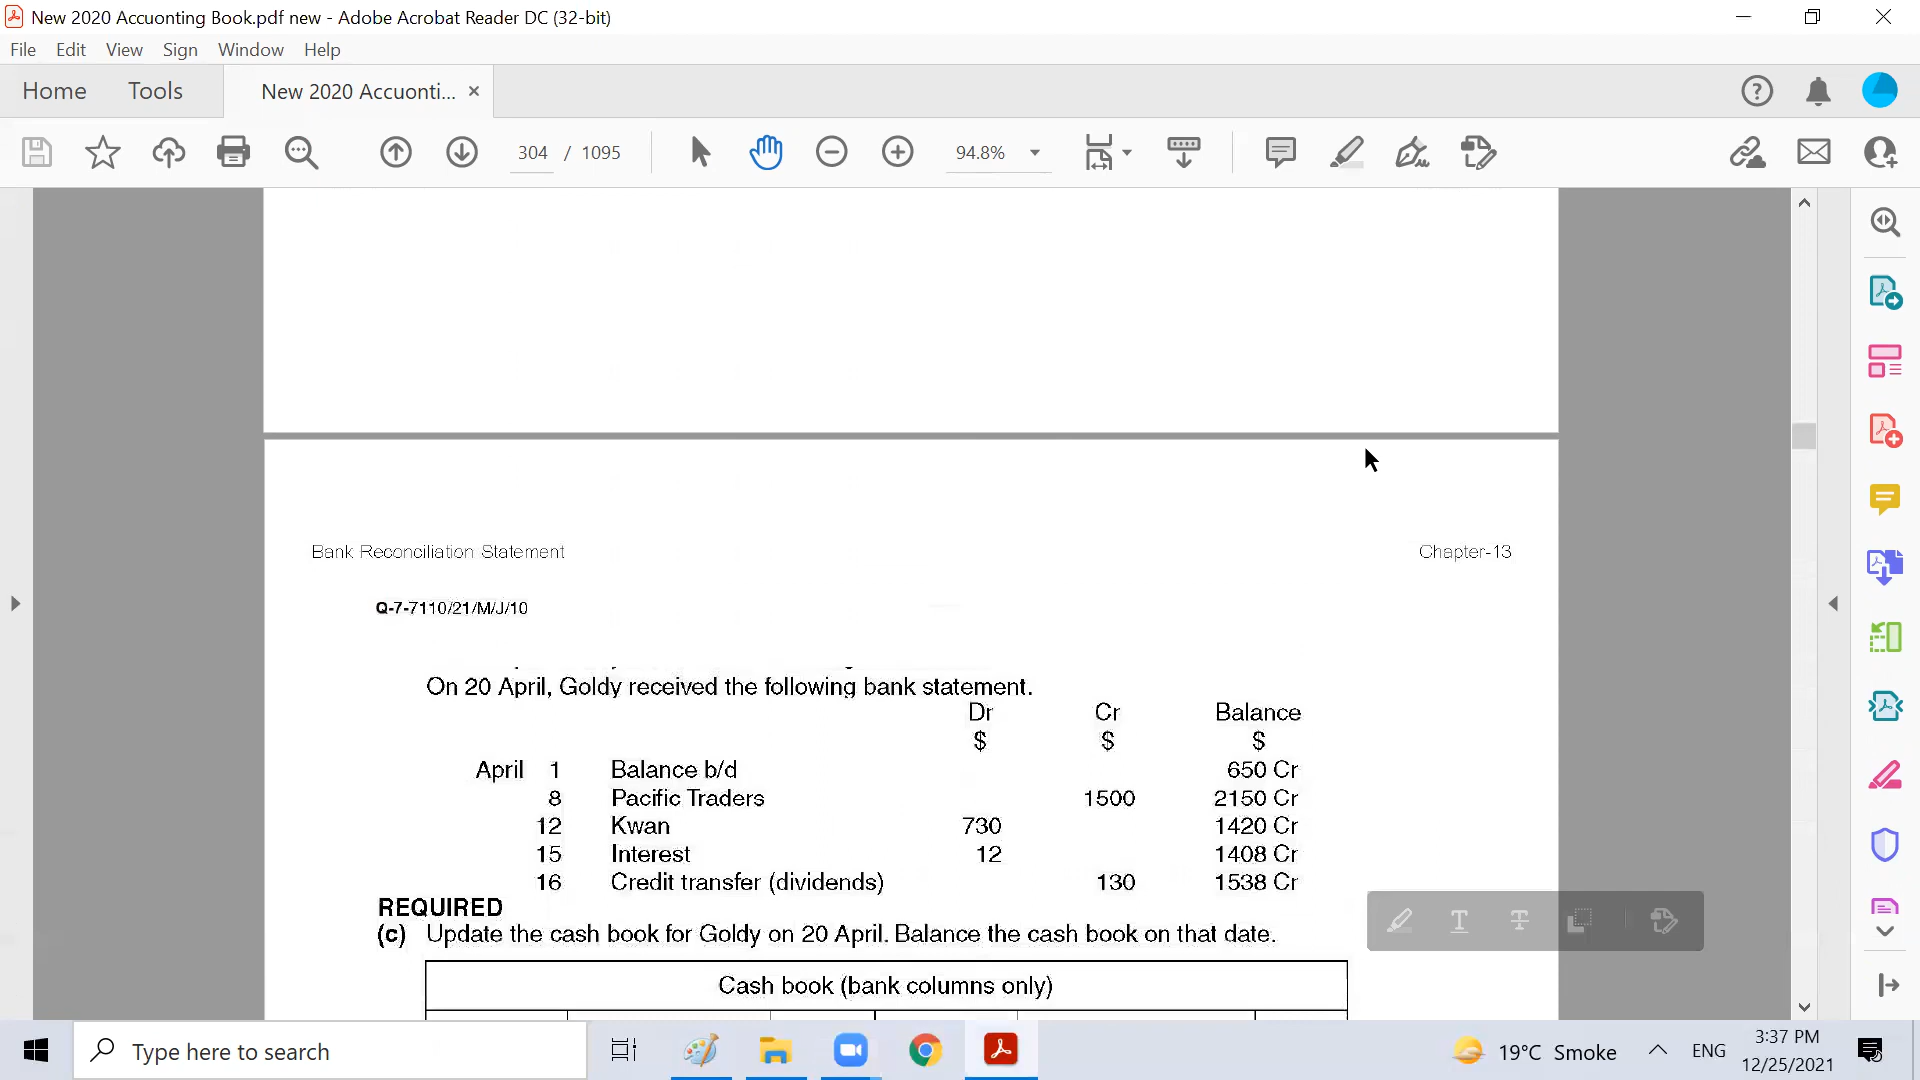 New 2020 Accuonting Book.pdf new - Adobe Acrobat Reader DC (32-bit)
File Edit View Sign Window Help
Home Tools New 2020 Accuonti... ×
304 / 1095 94.8%
Bank Reconciliation Statement Chapter-13
Q-7-7110/21/M/J/10
On 20 April, Goldy received the following bank statement.
Dr Cr Balance
$ $ $
April 1 Balance b/d 650 Cr
8 Pacific Traders 1500 2150 Cr
12 Kwan 730 1420 Cr
15 Interest 12 1408 Cr
16 Credit transfer (dividends) 130 1538 Cr
REQUIRED
(c) Update the cash book for Goldy on 20 April. Balance the cash book on that date.
Cash book (bank columns only)
Type here to search
19°C Smoke ENG
3:37 PM
12/25/2021